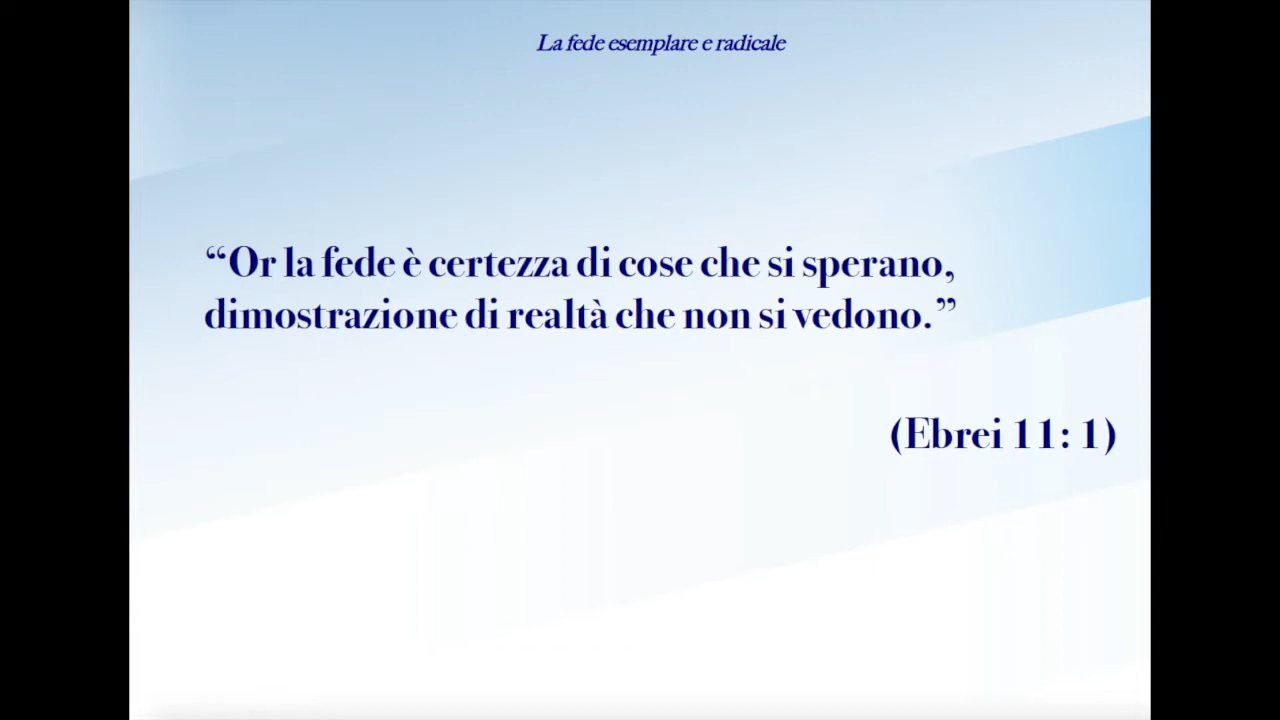 La fede esemplare e radicale
“Or la fede è certezza di cose che si sperano,
dimostrazione di realtà che non si vedono.”
(Ebrei 11: 1)